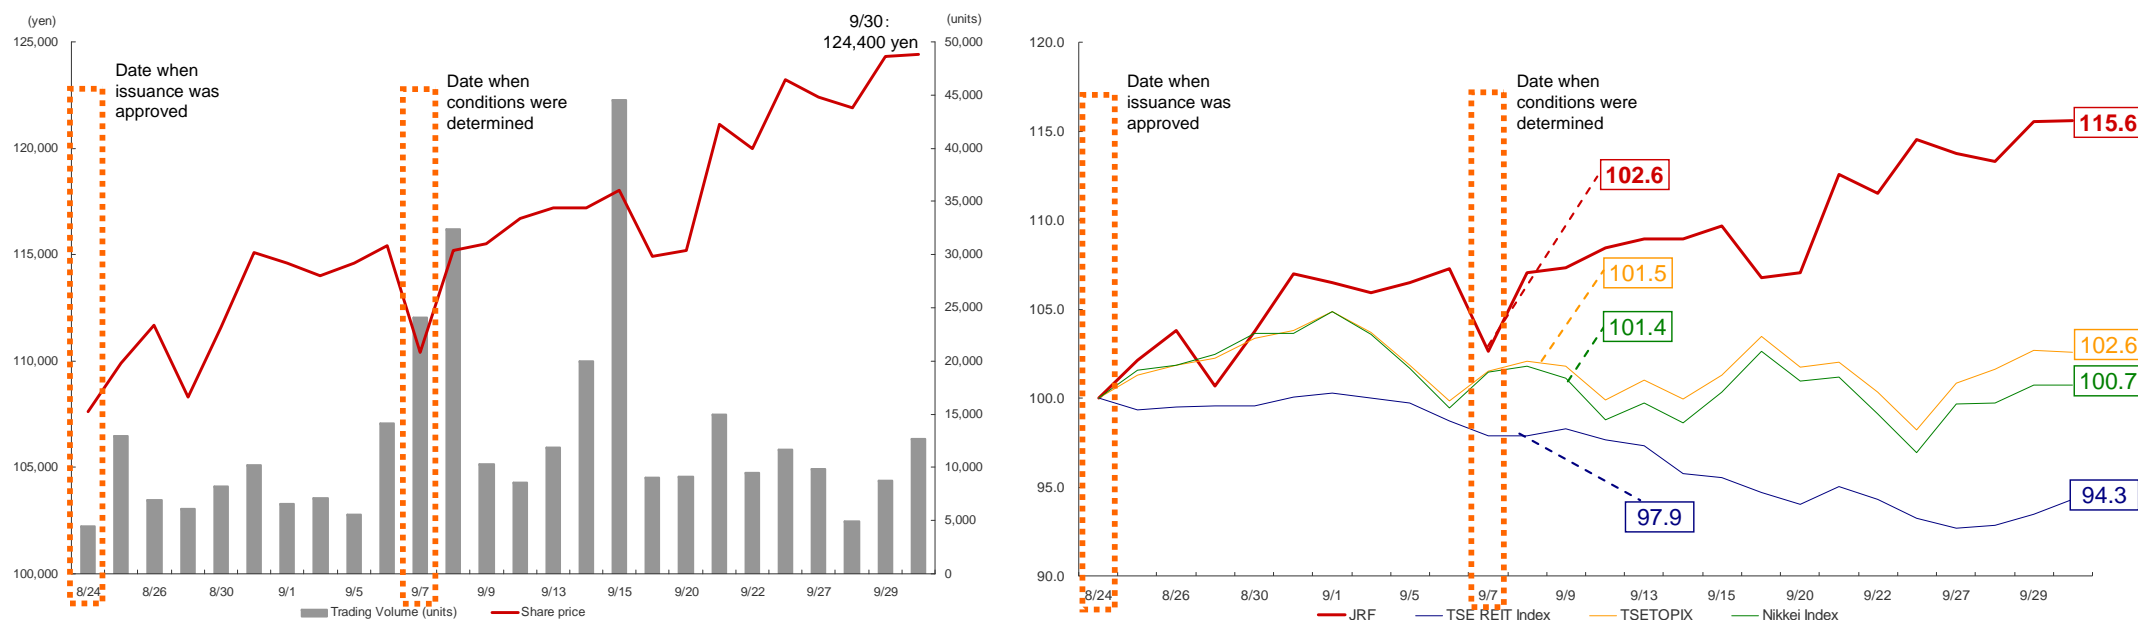 (yen)
9/30:
124,400 yen
(units)
125,000
120,000
115,000
110,000
105,000
100,000
50,000
45,000
40,000
35,000
30,000
25,000
20,000
15,000
10,000
5,000
0
Date when
issuance was
approved
Date when
conditions were
determined
8/24
8/26
8/30
9/1
9/5
9/7
9/9
9/13
9/15
9/20
9/22
9/27
9/29
Trading Volume (units)
Share price
120.0
115.0
110.0
105.0
100.0
95.0
90.0
Date when
issuance was
approved
Date when
conditions were
determined
102.6
101.5
101.4
97.9
115.6
102.6
100.7
94.3
8/24
8/26
8/30
9/1
9/5
9/7
9/9
9/13
9/15
9/20
9/22
9/27
9/29
JRF
TSE REIT Index
TSETOPIX
Nikkei Index